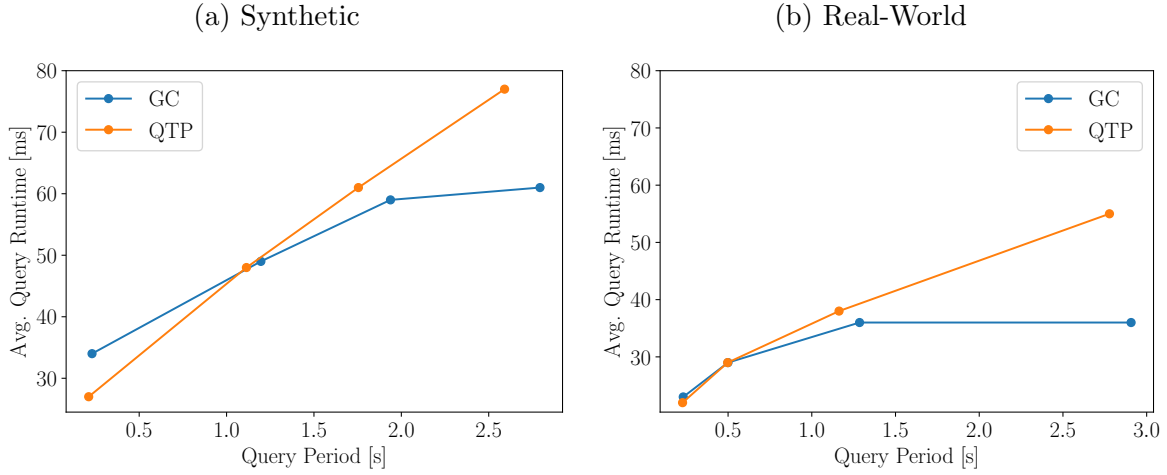 (a) Synthetic
80
70
60
50
40
30
Avg. Query Runtime [ms]
GC
QTP
0.5 1.0 1.5 2.0 2.5
Query Period [s]
(b) Real-World
80
70
60
50
40
30
Avg. Query Runtime [ms]
GC
QTP
0.5 1.0 1.5 2.0 2.5 3.0
Query Period [s]